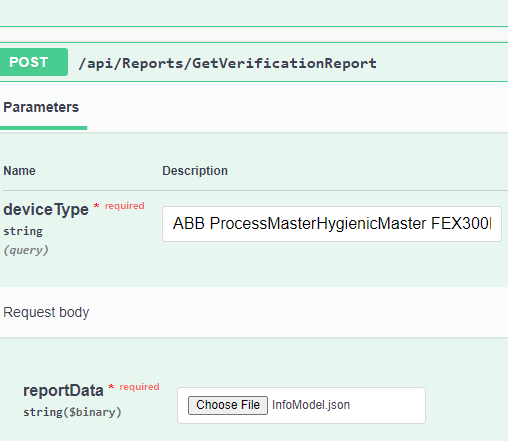 POST /api/Reports/GetVerificationReport
Parameters
Name Description
deviceType * required
string
(query)
ABB ProcessMasterHygienicMaster FEX300
Request body
reportData * required
string($binary)
Choose File InfoModel.json